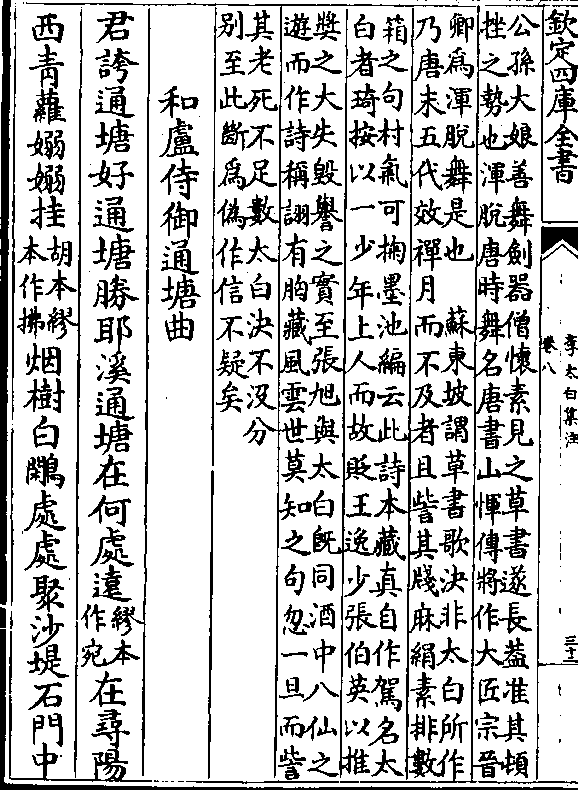 欽定四庫全書
李太白集注
卷八
三十二
公孫大娘善舞劍器僧懷素見之草書遂長蓋准其頓
挫之勢也渾脫唐時舞名唐書山惲傳將作大匠宗晉
卿為渾脫舞是也　蘇東坡謂草書歌決非太白所作
乃唐末五代效禪月而不及者且訾其牋麻絹素排數
箱之句村氣可掬墨池編云此詩本藏真自作駕名太
白者琦按以一少年上人而故貶王逸少張伯英以推
奬之大失毀譽之實至張旭與太白旣同酒中八仙之
遊而作詩稱詡有胸藏風雲世莫知之句忽一旦而訾
其老死不足數太白決不沒分
别至此斷為偽作信不疑矣
和盧侍御通塘曲
君誇通塘好通塘勝耶溪通塘在何處遠繆本作宛在尋陽
西青蘿嫋嫋挂胡本繆本作拂烟樹白鷴處處聚沙堤石門中